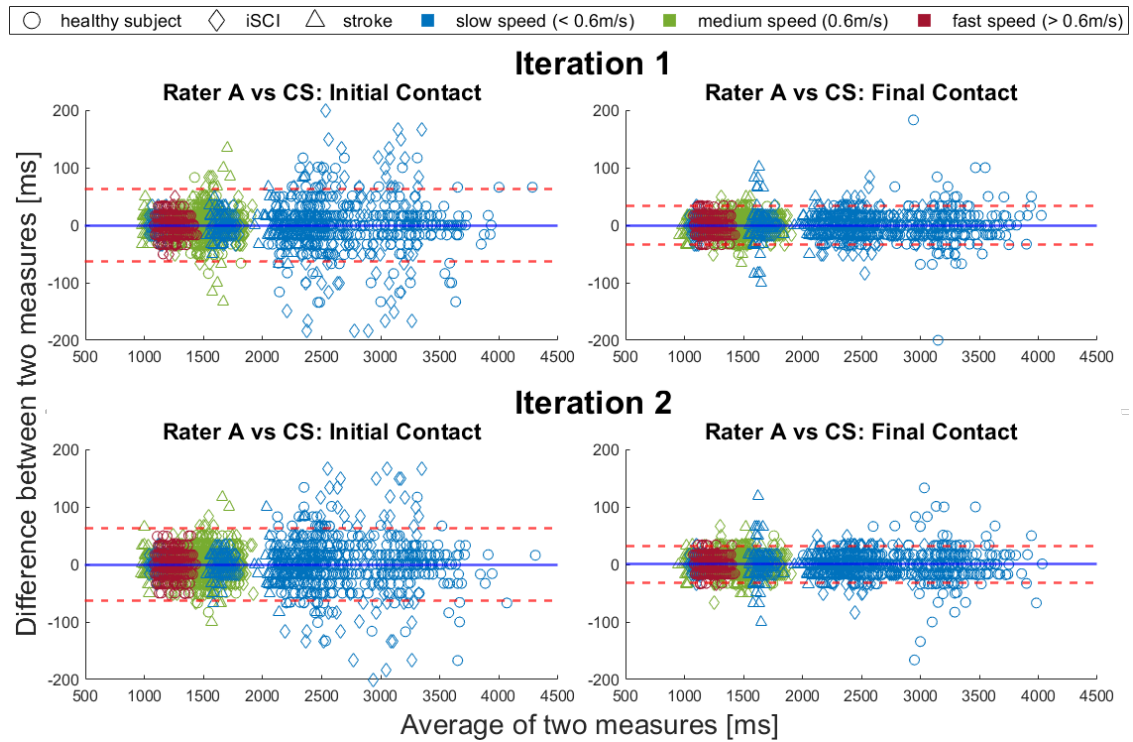 healthy subject iSCI stroke slow speed (< 0.6m/s) medium speed (0.6m/s) fast speed (> 0.6m/s)
Iteration 1
Rater A vs CS: Initial Contact
200
100
0
-100
-200
500 1000 1500 2000 2500 3000 3500 4000 4500
Rater A vs CS: Final Contact
200
100
0
-100
-200
500 1000 1500 2000 2500 3000 3500 4000 4500
Iteration 2
Rater A vs CS: Initial Contact
200
100
0
-100
-200
500 1000 1500 2000 2500 3000 3500 4000 4500
Rater A vs CS: Final Contact
200
100
0
-100
-200
500 1000 1500 2000 2500 3000 3500 4000 4500
Difference between two measures [ms]
Average of two measures [ms]